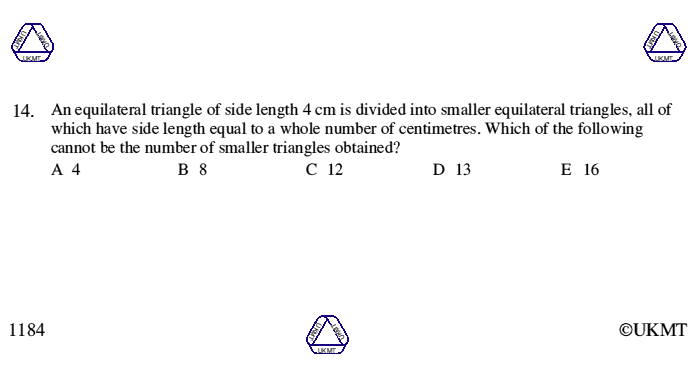 UKMT UKMT UKMT
UKMT UKMT UKMT
14. An equilateral triangle of side length 4 cm is divided into smaller equilateral triangles, all of
which have side length equal to a whole number of centimetres. Which of the following
cannot be the number of smaller triangles obtained?
A 4 B 8 C 12 D 13 E 16
1184
UKMT UKMT UKMT
©UKMT